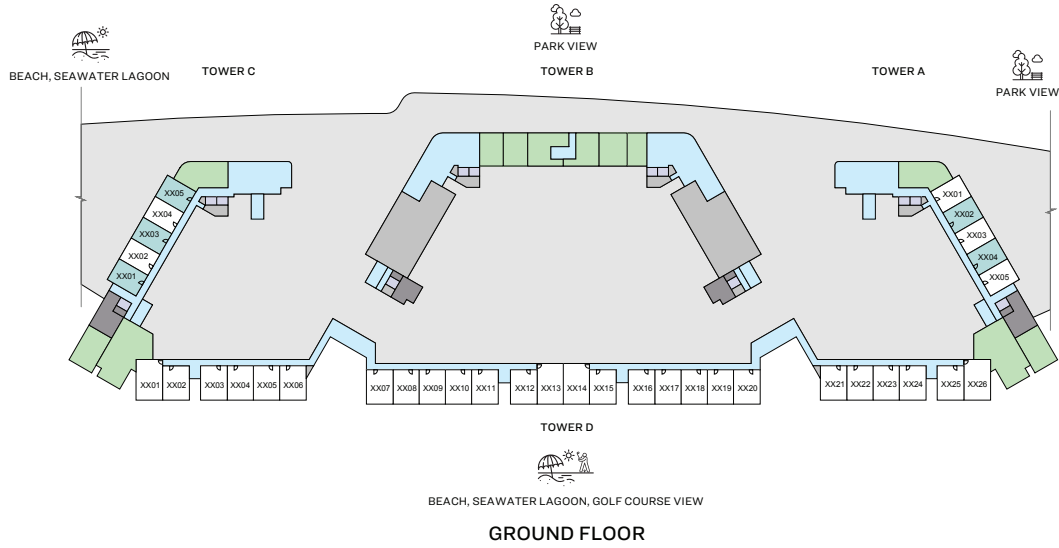 PARK VIEW
BEACH, SEAWATER LAGOON
TOWER C
TOWER B
TOWER A
PARK VIEW
XX05
XX04
XX03
XX02
XX01
XX01
XX02
XX03
XX04
XX05
XX01
XX02
XX03
XX04
XX05
XX06
XX07
XX08
XX09
XX10
XX11
XX12
XX13
XX14
XX15
XX16
XX17
XX18
XX19
XX20
XX21
XX22
XX23
XX24
XX25
XX26
TOWER D
BEACH, SEAWATER LAGOON, GOLF COURSE VIEW
GROUND FLOOR